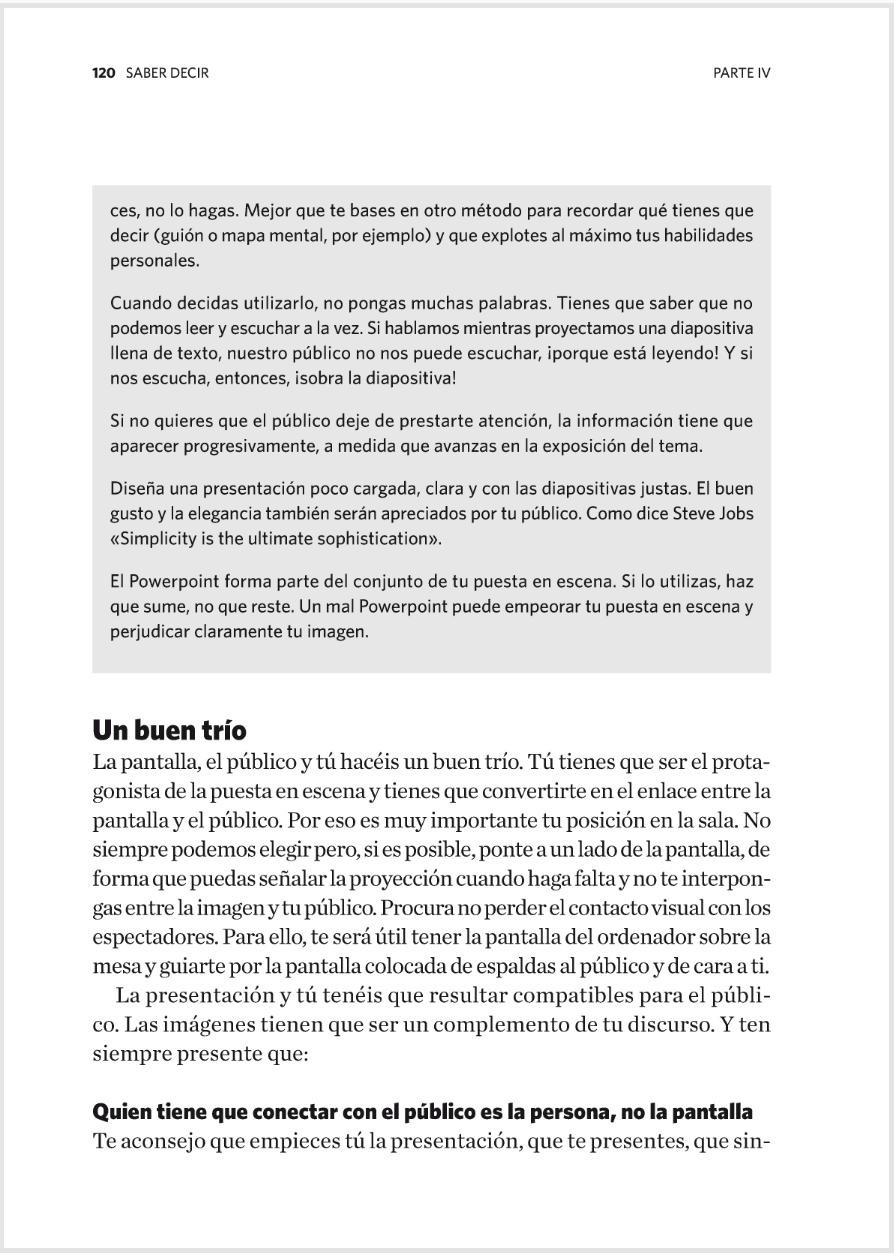 120 SABER DECIR PARTE IV
ces, no lo hagas. Mejor que te bases en otro método para recordar qué tienes que
decir (guión o mapa mental, por ejemplo) y que explotes al máximo tus habilidades
personales.
Cuando decidas utilizarlo, no pongas muchas palabras. Tienes que saber que no
podemos leer y escuchar a la vez. Si hablamos mientras proyectamos una diapositiva
llena de texto, nuestro público no nos puede escuchar, ¡porque está leyendo! Y si
nos escucha, entonces, ¡sobra la diapositiva!
Si no quieres que el público deje de prestarte atención, la información tiene que
aparecer progresivamente, a medida que avanzas en la exposición del tema.
Diseña una presentación poco cargada, clara y con las diapositivas justas. El buen
gusto y la elegancia también serán apreciados por tu público. Como dice Steve Jobs
«Simplicity is the ultimate sophistication».
El Powerpoint forma parte del conjunto de tu puesta en escena. Si lo utilizas, haz
que sume, no que reste. Un mal Powerpoint puede empeorar tu puesta en escena y
perjudicar claramente tu imagen.
Un buen trío
La pantalla, el público y tú hacéis un buen trío. Tú tienes que ser el prota-
gonista de la puesta en escena y tienes que convertirte en el enlace entre la
pantalla y el público. Por eso es muy importante tu posición en la sala. No
siempre podemos elegir pero, si es posible, ponte a un lado de la pantalla, de
forma que puedas señalar la proyección cuando haga falta y no te interpon-
gas entre la imagen y tu público. Procura no perder el contacto visual con los
espectadores. Para ello, te será útil tener la pantalla del ordenador sobre la
mesa y guiarte por la pantalla colocada de espaldas al público y de cara a ti.
La presentación y tú tenéis que resultar compatibles para el públi-
co. Las imágenes tienen que ser un complemento de tu discurso. Y ten
siempre presente que:
Quien tiene que conectar con el público es la persona, no la pantalla
Te aconsejo que empieces tú la presentación, que te presentes, que sin-